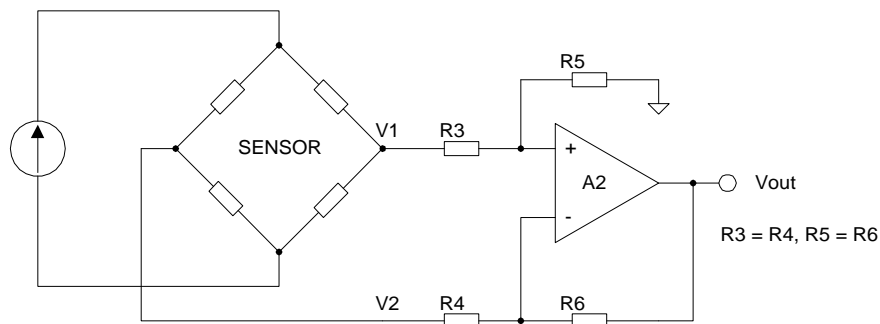 R5
V1
R3
SENSOR
+
A2
-
Vout
R3 = R4, R5 = R6
V2
R4
R6